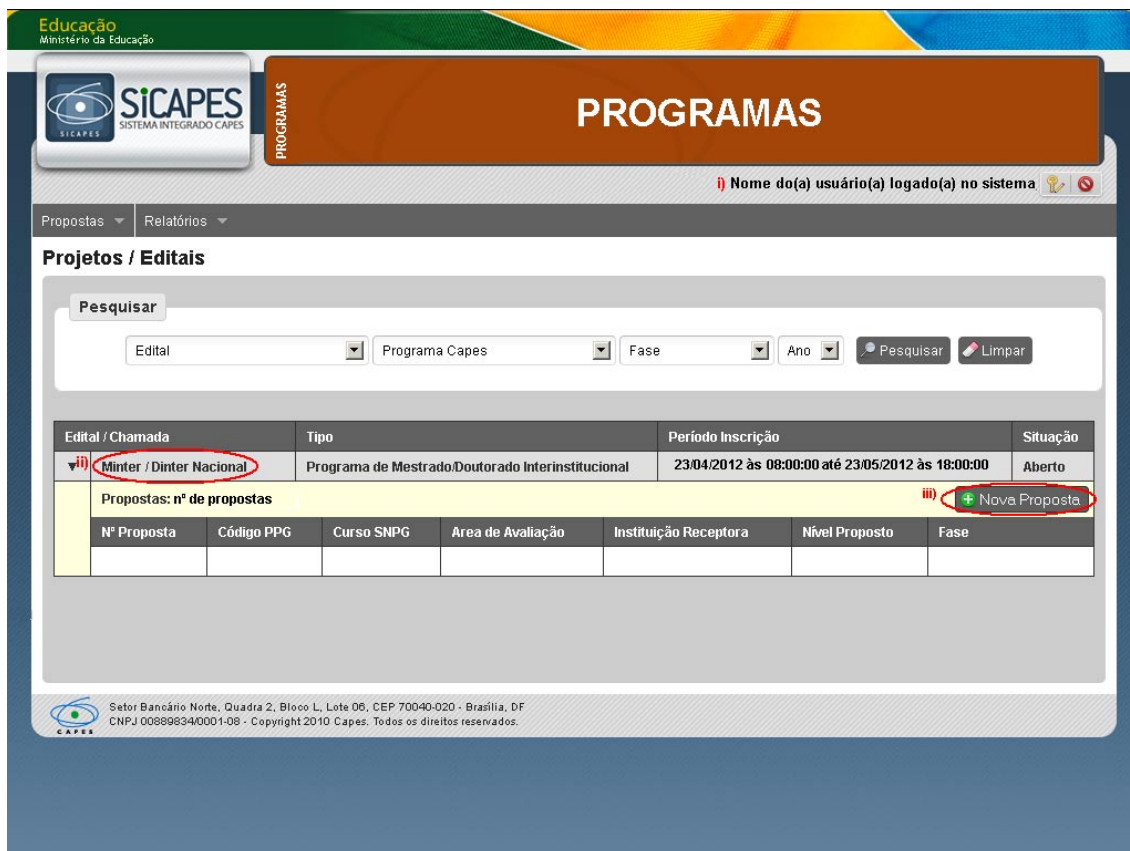 Educação
Ministério da Educação
SICAPES
SiCAPES
SISTEMA INTEGRADO CAPES
PROGRAMAS
PROGRAMAS
i) Nome do(a) usuário(a) logado(a) no sistema
Propostas Relatórios
Projetos / Editais
Pesquisar
Edital Programa Capes Fase Ano Pesquisar Limpar
Edital / Chamada Tipo Período Inscrição Situação
ii) Minter / Dinter Nacional Programa de Mestrado/Doutorado Interinstitucional 23/04/2012 às 08:00:00 até 23/05/2012 às 18:00:00 Aberto
Propostas: nº de propostas iii) Nova Proposta
Nº Proposta Código PPG Curso SNPG Area de Avaliação Instituição Receptora Nível Proposto Fase
Setor Bancário Norte, Quadra 2, Bloco L, Lote 06, CEP 70040-020 - Brasília, DF
CNPJ 00889834/0001-08 - Copyright 2010 Capes. Todos os direitos reservados.
CAPES